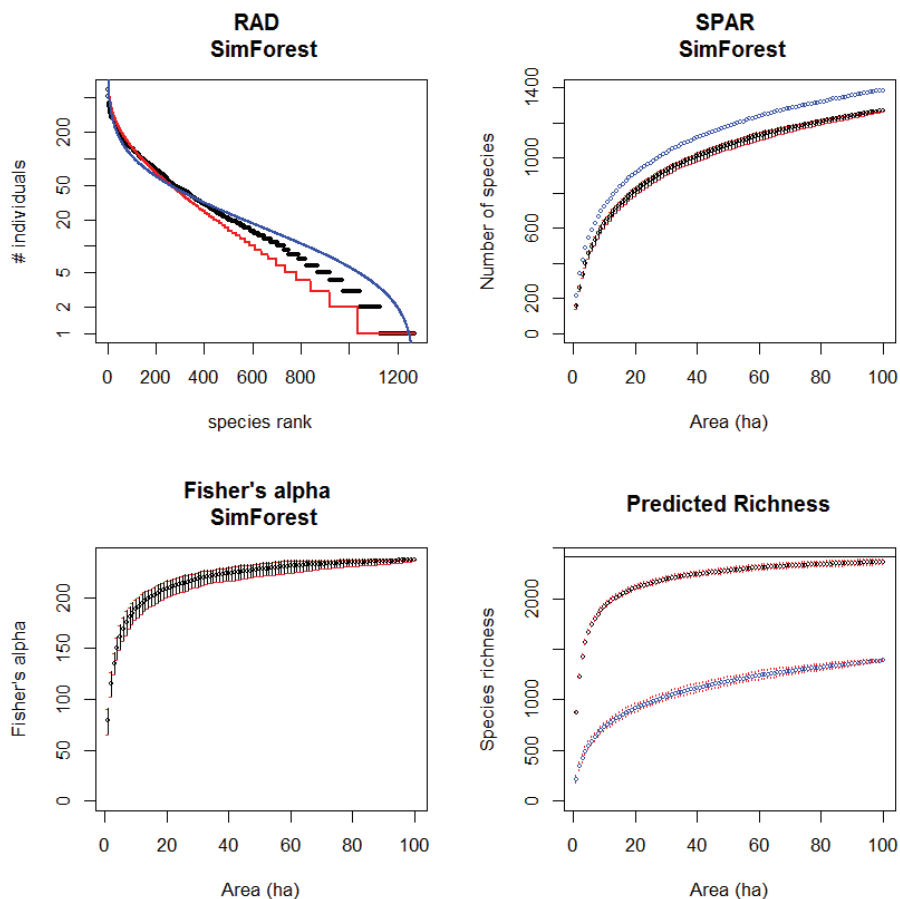 RAD
SimForest
# individuals
1 2 5 10 20 50 200
0 200 400 600 800 1200
species rank
SPAR
SimForest
Number of species
0 200 600 1000 1400
0 20 40 60 80 100
Area (ha)
Fisher's alpha
SimForest
Fisher's alpha
0 50 100 150 200
0 20 40 60 80 100
Area (ha)
Predicted Richness
Species richness
0 500 1000 2000
0 20 40 60 80 100
Area (ha)